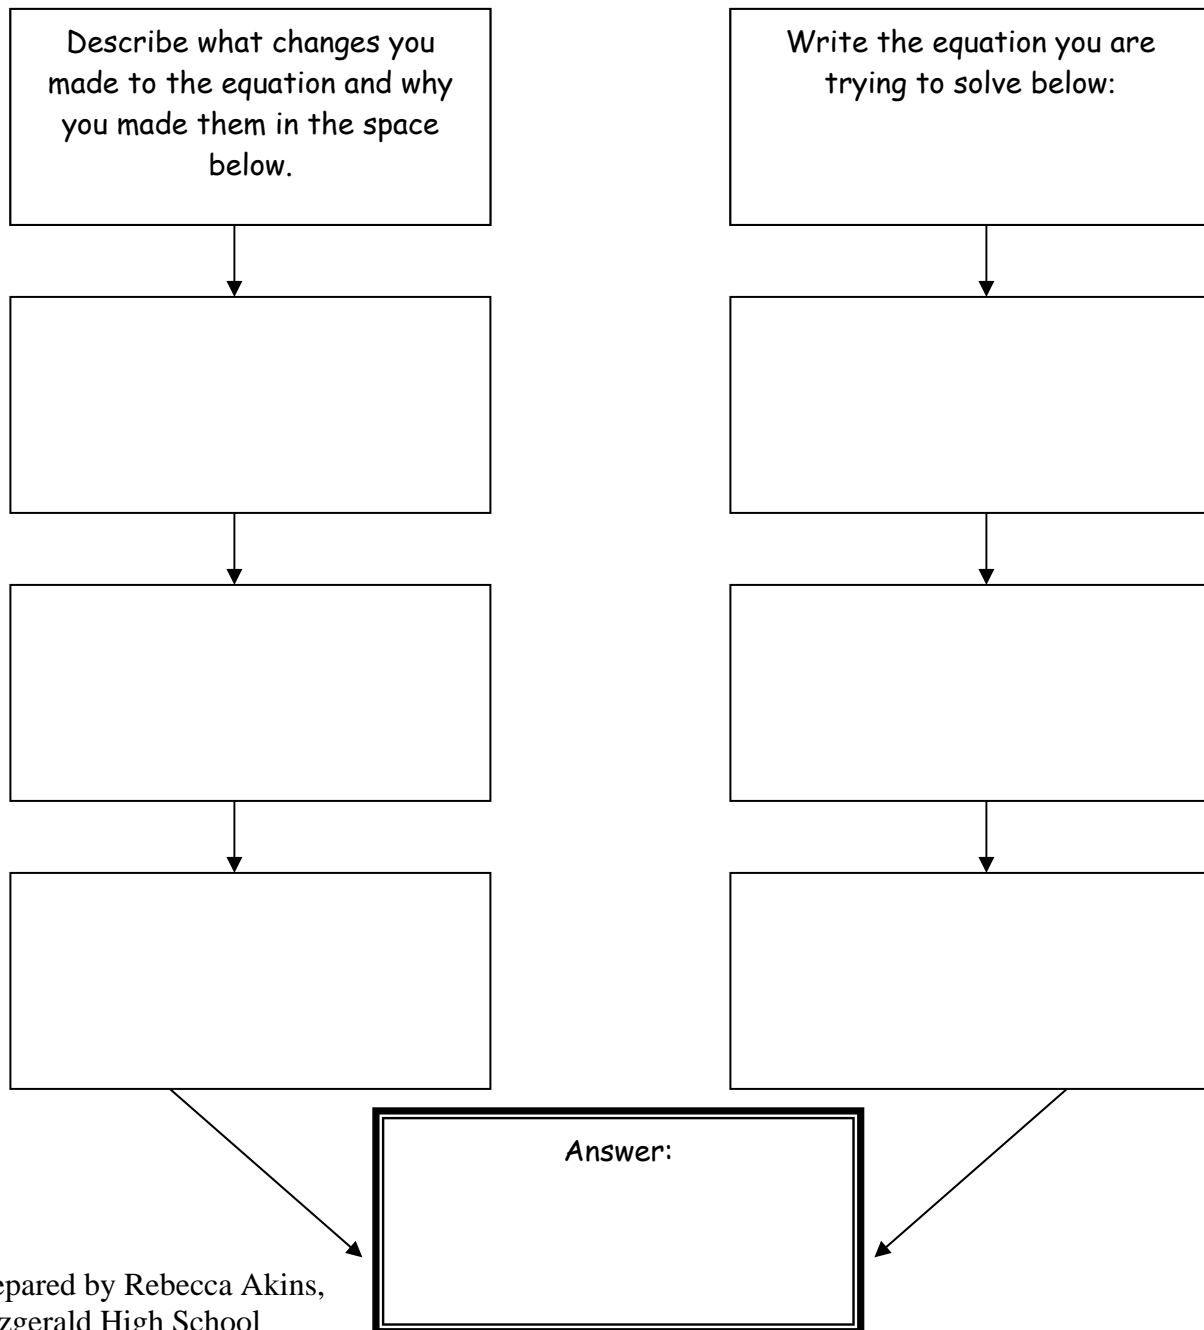 Describe what changes you
made to the equation and why
you made them in the space
below.
Write the equation you are
trying to solve below:
Answer:
epared by Rebecca Akins,
zgerald High School